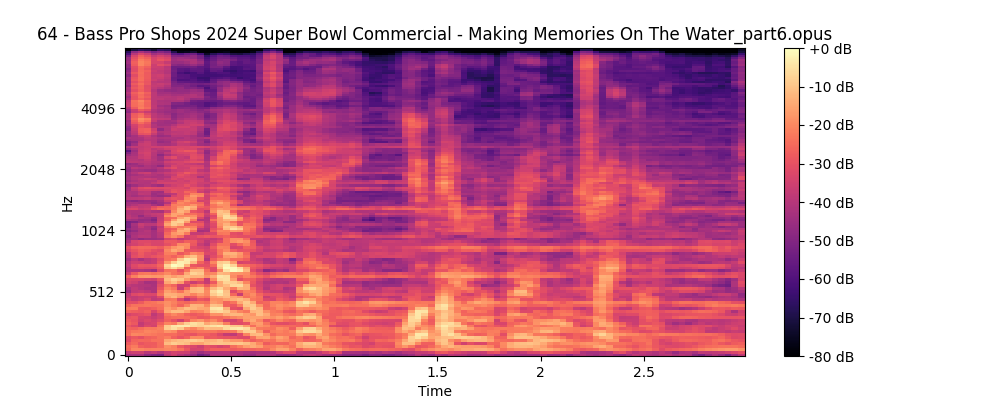 64 - Bass Pro Shops 2024 Super Bowl Commercial - Making Memories On The Water_part6.opus
+0 dB
-10 dB
-20 dB
-30 dB
-40 dB
-50 dB
-60 dB
-70 dB
-80 dB
Hz
4096
2048
1024
512
0
0
0.5
1
1.5
2
2.5
Time